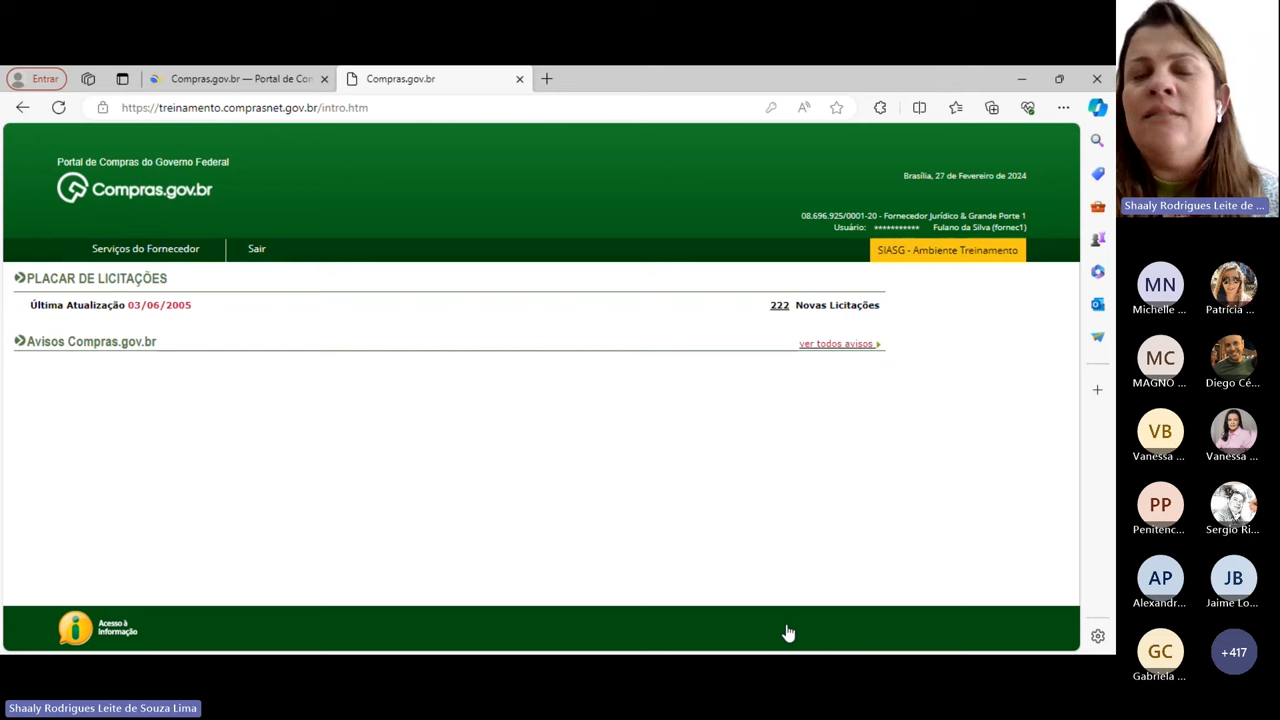 Entrar
Compras.gov.br — Portal de Con
Compras.gov.br
https://treinamento.comprasnet.gov.br/intro.htm
Portal de Compras do Governo Federal
Compras.gov.br
Brasília, 27 de Fevereiro de 2024
08.696.925/0001-20 - Fornecedor Jurídico & Grande Porte 1
Usuário: *********** Fulano da Silva (fornec1)
Serviços do Fornecedor
Sair
SIASG - Ambiente Treinamento
PLACAR DE LICITAÇÕES
Última Atualização 03/06/2005
222 Novas Licitações
Avisos Compras.gov.br
ver todos avisos
Acesso à
Informação
Shaaly Rodrigues Leite de Souza Lima
Shaaly Rodrigues Leite de ...
MN
Michelle ...
Patrícia ...
MC
MAGNO ...
Diego Cé...
VB
Vanessa ...
Vanessa ...
PP
Penitênc...
Sergio Ri...
AP
Alexandr...
JB
Jaime Lo...
GC
Gabriela ...
+417